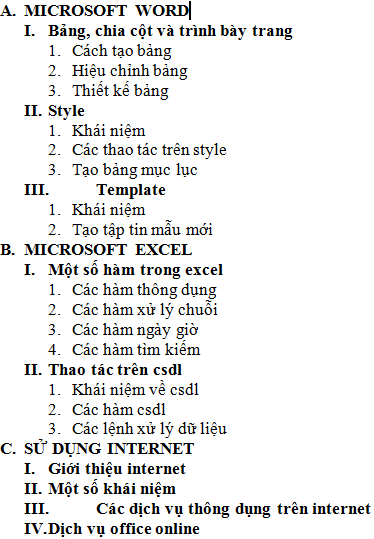 A. MICROSOFT WORD
I. Bảng, chia cột và trình bày trang
1. Cách tạo bảng
2. Hiệu chỉnh bảng
3. Thiết kế bảng
II. Style
1. Khái niệm
2. Các thao tác trên style
3. Tạo bảng mục lục
III. Template
1. Khái niệm
2. Tạo tập tin mẫu mới
B. MICROSOFT EXCEL
I. Một số hàm trong excel
1. Các hàm thông dụng
2. Các hàm xử lý chuỗi
3. Các hàm ngày giờ
4. Các hàm tìm kiếm
II. Thao tác trên csdl
1. Khái niệm về csdl
2. Các hàm csdl
3. Các lệnh xử lý dữ liệu
C. SỬ DỤNG INTERNET
I. Giới thiệu internet
II. Một số khái niệm
III. Các dịch vụ thông dụng trên internet
IV.Dịch vụ office online